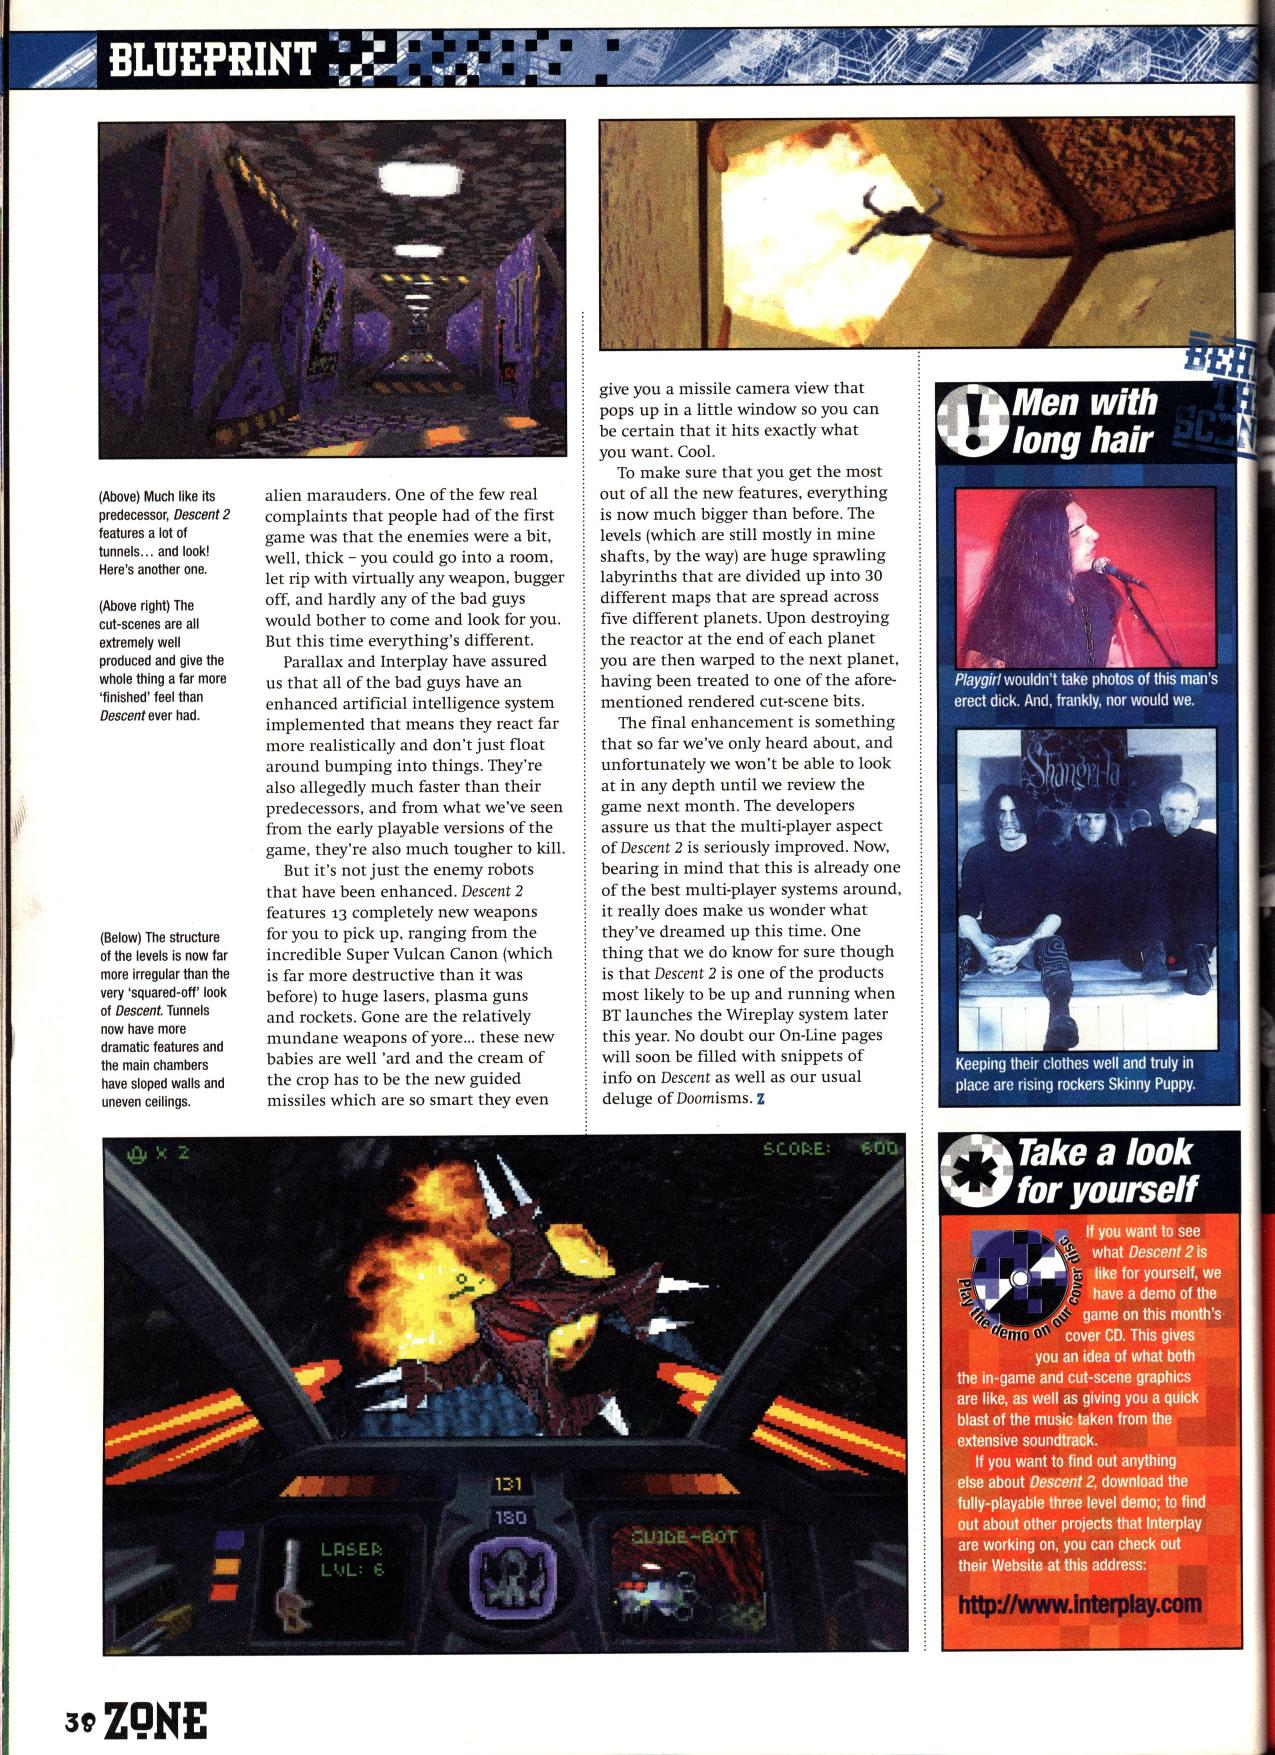 BLUEPRINT
(Above) Much like its
predecessor, Descent 2
features a lot of
tunnels... and look!
Here's another one.
(Above right) The
cut-scenes are all
extremely well
produced and give the
whole thing a far more
'finished' feel than
Descent ever had.
(Below) The structure
of the levels is now far
more irregular than the
very 'squared-off' look
of Descent. Tunnels
now have more
dramatic features and
the main chambers
have sloped walls and
uneven ceilings.
alien marauders. One of the few real
complaints that people had of the first
game was that the enemies were a bit,
well, thick – you could go into a room,
let rip with virtually any weapon, bugger
off, and hardly any of the bad guys
would bother to come and look for you.
But this time everything's different.
Parallax and Interplay have assured
us that all of the bad guys have an
enhanced artificial intelligence system
implemented that means they react far
more realistically and don't just float
around bumping into things. They're
also allegedly much faster than their
predecessors, and from what we've seen
from the early playable versions of the
game, they're also much tougher to kill.
But it's not just the enemy robots
that have been enhanced. Descent 2
features 13 completely new weapons
for you to pick up, ranging from the
incredible Super Vulcan Canon (which
is far more destructive than it was
before) to huge lasers, plasma guns
and rockets. Gone are the relatively
mundane weapons of yore... these new
babies are well 'ard and the cream of
the crop has to be the new guided
missiles which are so smart they even
give you a missile camera view that
pops up in a little window so you can
be certain that it hits exactly what
you want. Cool.
To make sure that you get the most
out of all the new features, everything
is now much bigger than before. The
levels (which are still mostly in mine
shafts, by the way) are huge sprawling
labyrinths that are divided up into 30
different maps that are spread across
five different planets. Upon destroying
the reactor at the end of each planet
you are then warped to the next planet,
having been treated to one of the afore-
mentioned rendered cut-scene bits.
The final enhancement is something
that so far we've only heard about, and
unfortunately we won't be able to look
at in any depth until we review the
game next month. The developers
assure us that the multi-player aspect
of Descent 2 is seriously improved. Now,
bearing in mind that this is already one
of the best multi-player systems around,
it really does make us wonder what
they've dreamed up this time. One
thing that we do know for sure though
is that Descent 2 is one of the products
most likely to be up and running when
BT launches the Wireplay system later
this year. No doubt our On-Line pages
will soon be filled with snippets of
info on Descent as well as our usual
deluge of Doomisms. Z
BEH
TH
SCEN
! Men with
long hair
Playgirl wouldn't take photos of this man's
erect dick. And, frankly, nor would we.
Shangri-la
Keeping their clothes well and truly in
place are rising rockers Skinny Puppy.
X 2
SCORE: 600
131
180
LASER
LVL: 6
GUIDE-BOT
* Take a look
for yourself
Play the demo on our cover disc
If you want to see
what Descent 2 is
like for yourself, we
have a demo of the
game on this month's
cover CD. This gives
you an idea of what both
the in-game and cut-scene graphics
are like, as well as giving you a quick
blast of the music taken from the
extensive soundtrack.
If you want to find out anything
else about Descent 2, download the
fully-playable three level demo; to find
out about other projects that Interplay
are working on, you can check out
their Website at this address:
http://www.interplay.com
38 ZONE